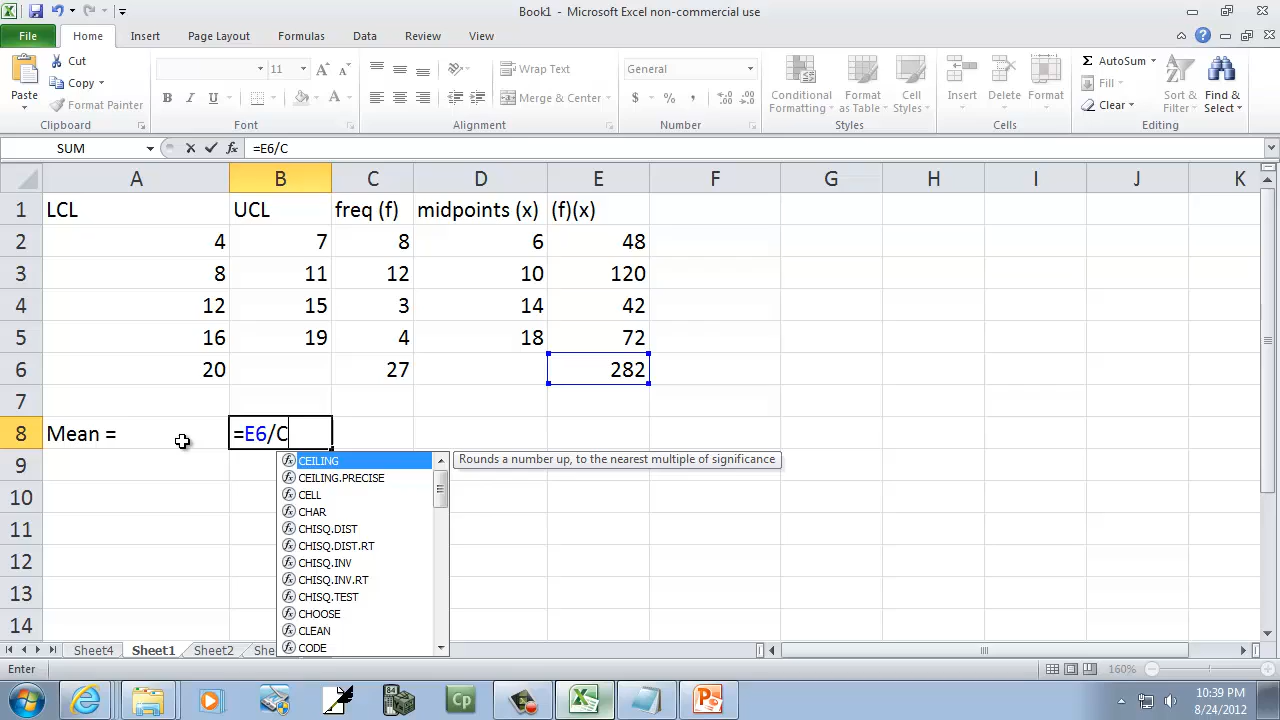 Book1 - Microsoft Excel non-commercial use
File Home Insert Page Layout Formulas Data Review View
Paste
Cut
Copy
Format Painter
Clipboard
11
A A
B I U
A
Font
Wrap Text
Merge & Center
Alignment
General
$ % ,
Number
Conditional Formatting
Format as Table
Cell Styles
Styles
Insert Delete Format
Cells
Σ AutoSum
Fill
Clear
Sort & Filter
Find & Select
Editing
SUM fx =E6/C
A B C D E F G H I J K
1 LCL UCL freq (f) midpoints (x) (f)(x)
2 4 7 8 6 48
3 8 11 12 10 120
4 12 15 3 14 42
5 16 19 4 18 72
6 20 27 282
7
8 Mean = =E6/C
9
10
11
12
13
14
CEILING
Rounds a number up, to the nearest multiple of significance
CEILING.PRECISE
CELL
CHAR
CHISQ.DIST
CHISQ.DIST.RT
CHISQ.INV
CHISQ.INV.RT
CHISQ.TEST
CHOOSE
CLEAN
CODE
Sheet4 Sheet1 Sheet2 She
Enter
160%
Cp
10:39 PM
8/24/2012